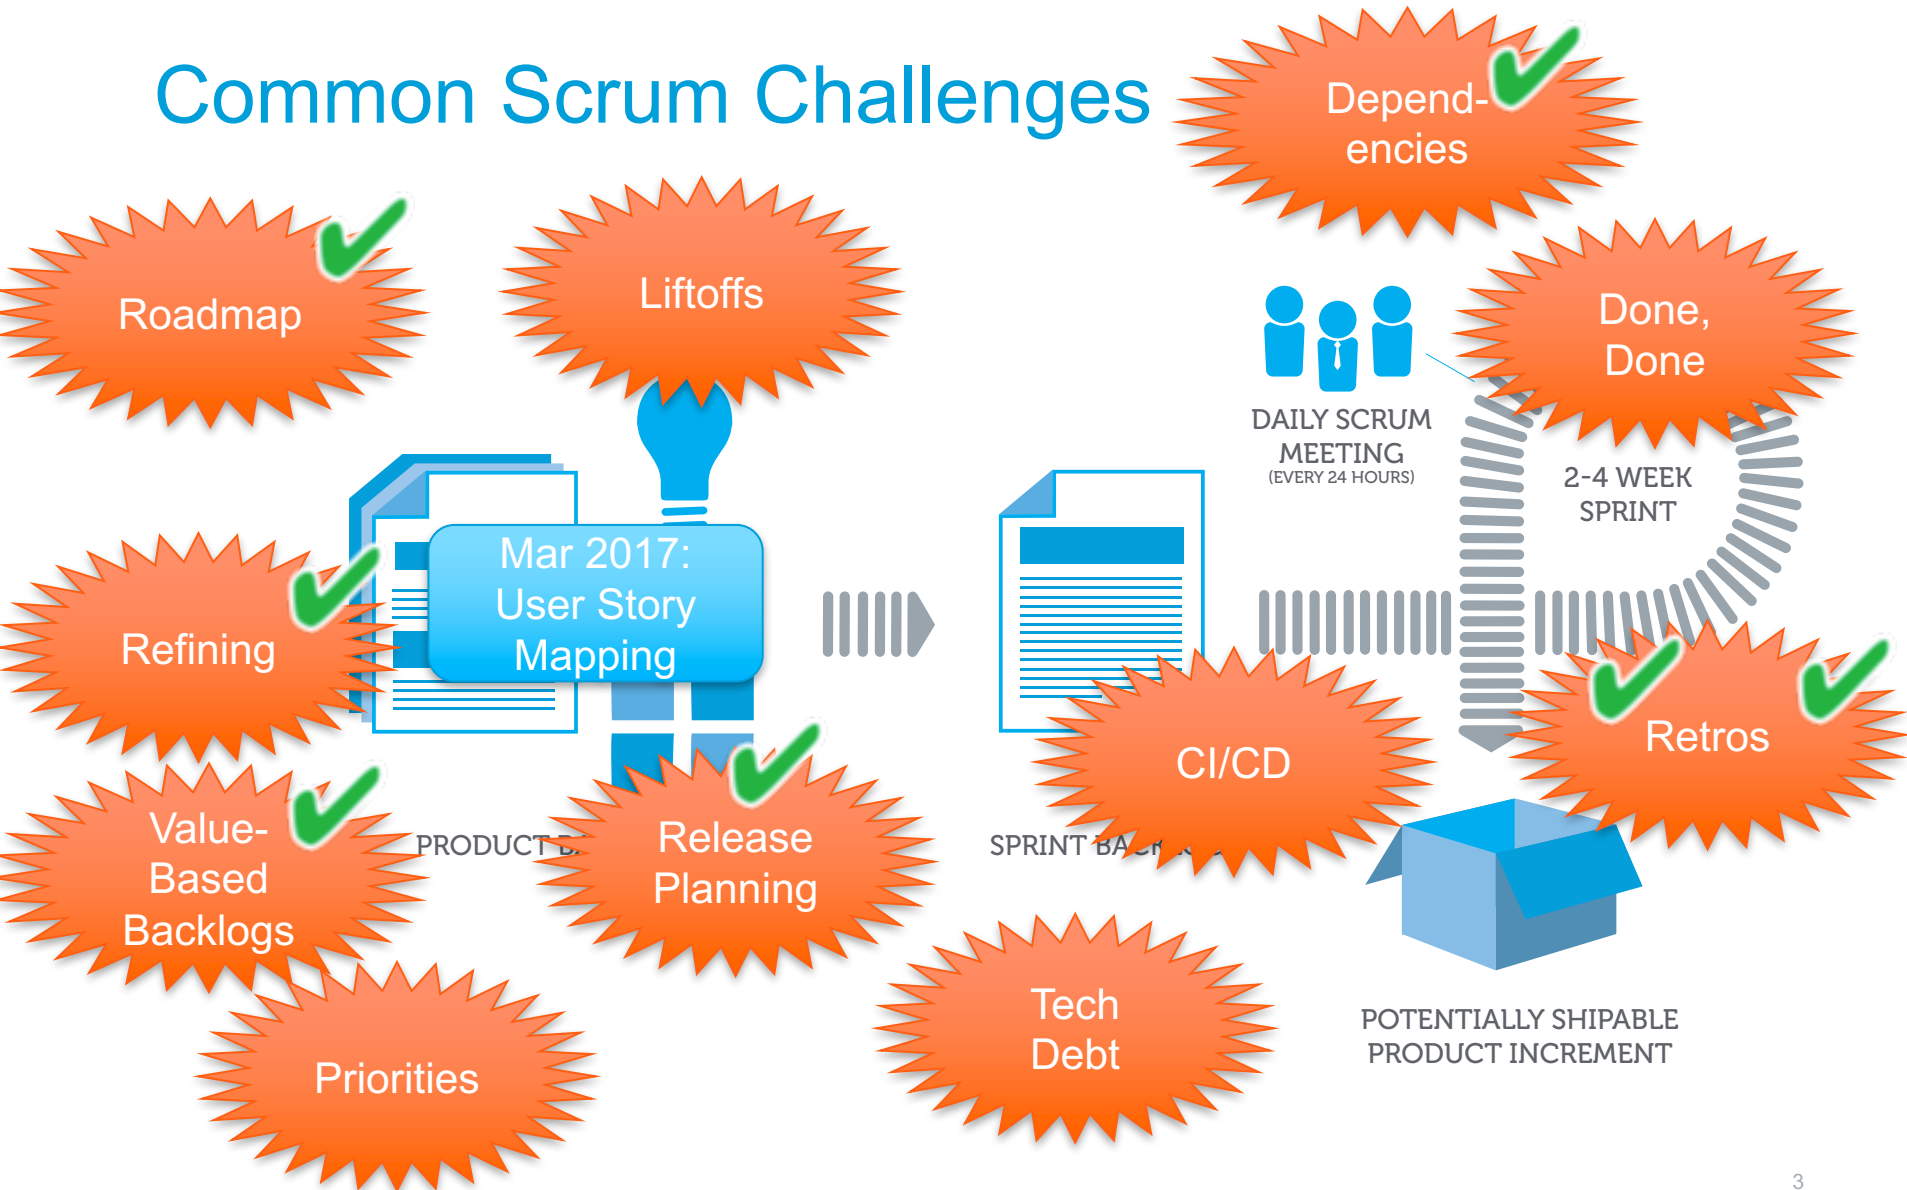 Common Scrum Challenges
Depend-
encies
Roadmap
Liftoffs
Done,
Done
DAILY SCRUM
MEETING
(EVERY 24 HOURS)
2-4 WEEK
SPRINT
Mar 2017:
User Story
Mapping
Refining
CI/CD
Retros
Value-
Based
Backlogs
PRODUCT
Release
Planning
SPRINT
Tech
Debt
Priorities
POTENTIALLY SHIPABLE
PRODUCT INCREMENT
3